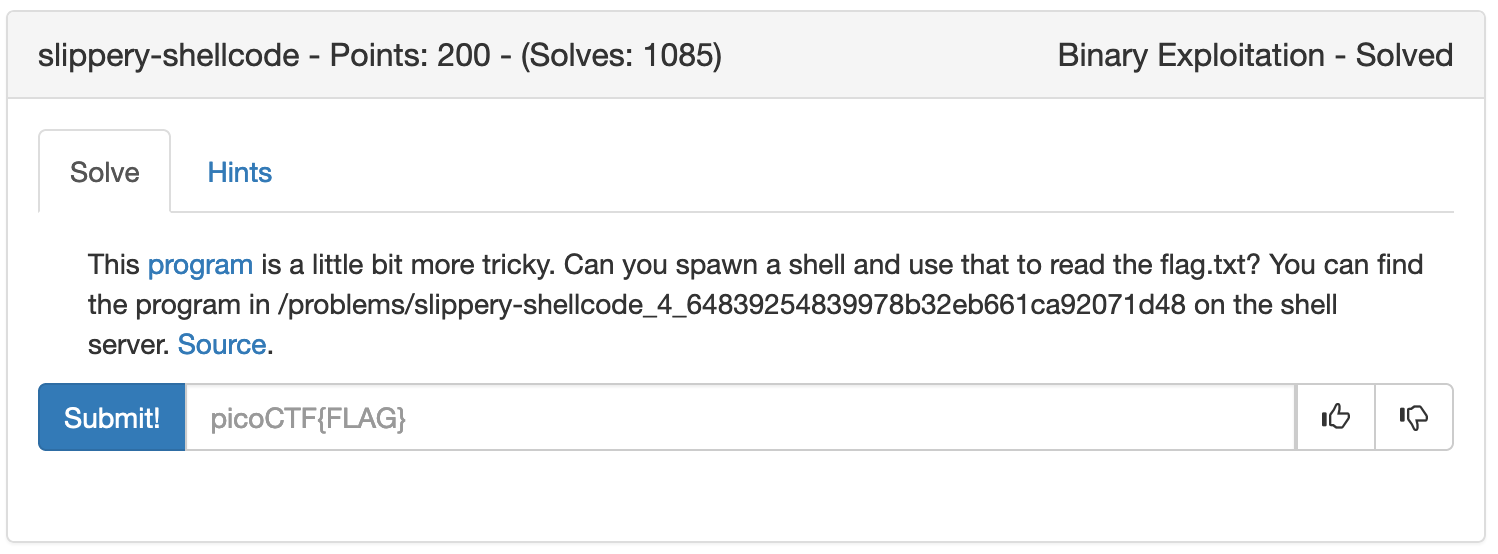 slippery-shellcode - Points: 200 - (Solves: 1085)
Binary Exploitation - Solved
Solve
Hints
This program is a little bit more tricky. Can you spawn a shell and use that to read the flag.txt? You can find
the program in /problems/slippery-shellcode_4_64839254839978b32eb661ca92071d48 on the shell
server. Source.
Submit!
picoCTF{FLAG}